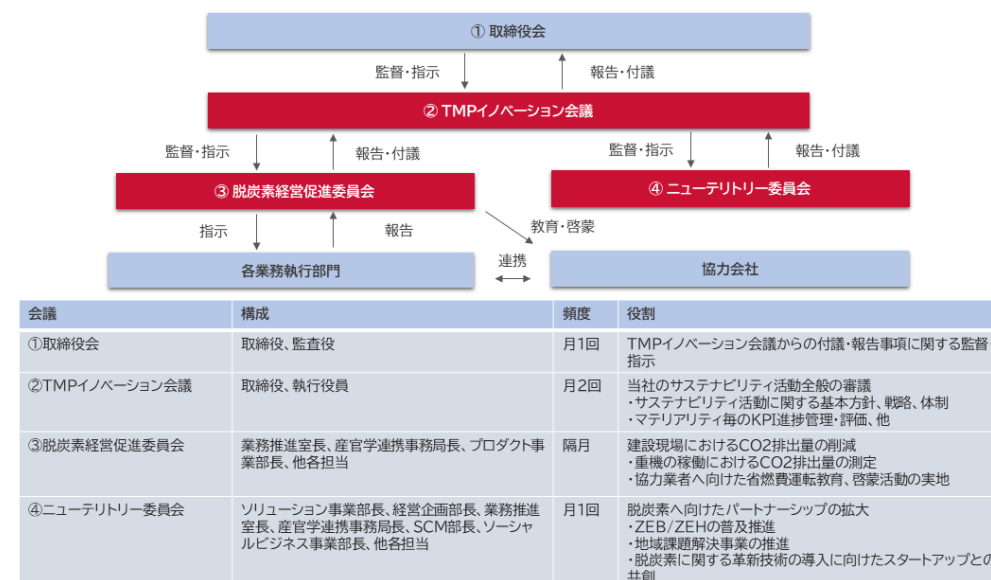 ① 取締役会
監督・指示
報告・付議
② TMPイノベーション会議
監督・指示
報告・付議
監督・指示
報告・付議
③ 脱炭素経営促進委員会
④ ニューテリトリー委員会
指示
報告
教育・啓蒙
連携
各業務執行部門
協力会社
会議 構成 頻度 役割
①取締役会 取締役、監査役 月1回 TMPイノベーション会議からの付議・報告事項に関する監督・
指示
②TMPイノベーション会議 取締役、執行役員 月2回 当社のサステナビリティ活動全般の審議
・サステナビリティ活動に関する基本方針、戦略、体制
・マテリアリティ毎のKPI進捗管理・評価、他
③脱炭素経営促進委員会 業務推進室長、産官学連携事務局長、プロダクト事 隔月 建設現場におけるCO2排出量の削減
業部長、他各担当 ・重機の稼働におけるCO2排出量の測定
・協力業者へ向けた省燃費運転教育、啓蒙活動の実地
④ニューテリトリー委員会 ソリューション事業部長、経営企画部長、業務推進 月1回 脱炭素へ向けたパートナーシップの拡大
室長、産官学連携事務局長、SCM部長、ソーシャ ・ZEB/ZEHの普及推進
ルビジネス事業部長、他各担当 ・地域課題解決事業の推進
・脱炭素に関する革新技術の導入に向けたスタートアップとの
共創